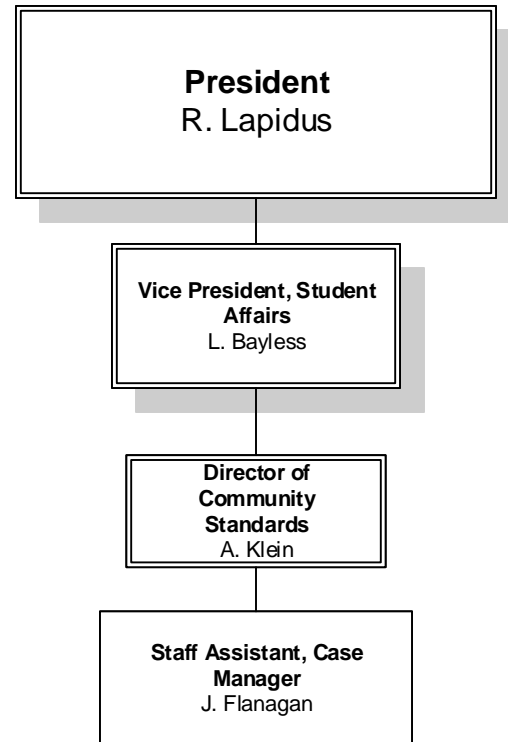 President
R. Lapidus
Vice President, Student
Affairs
L. Bayless
Director of
Community
Standards
A. Klein
Staff Assistant, Case
Manager
J. Flanagan